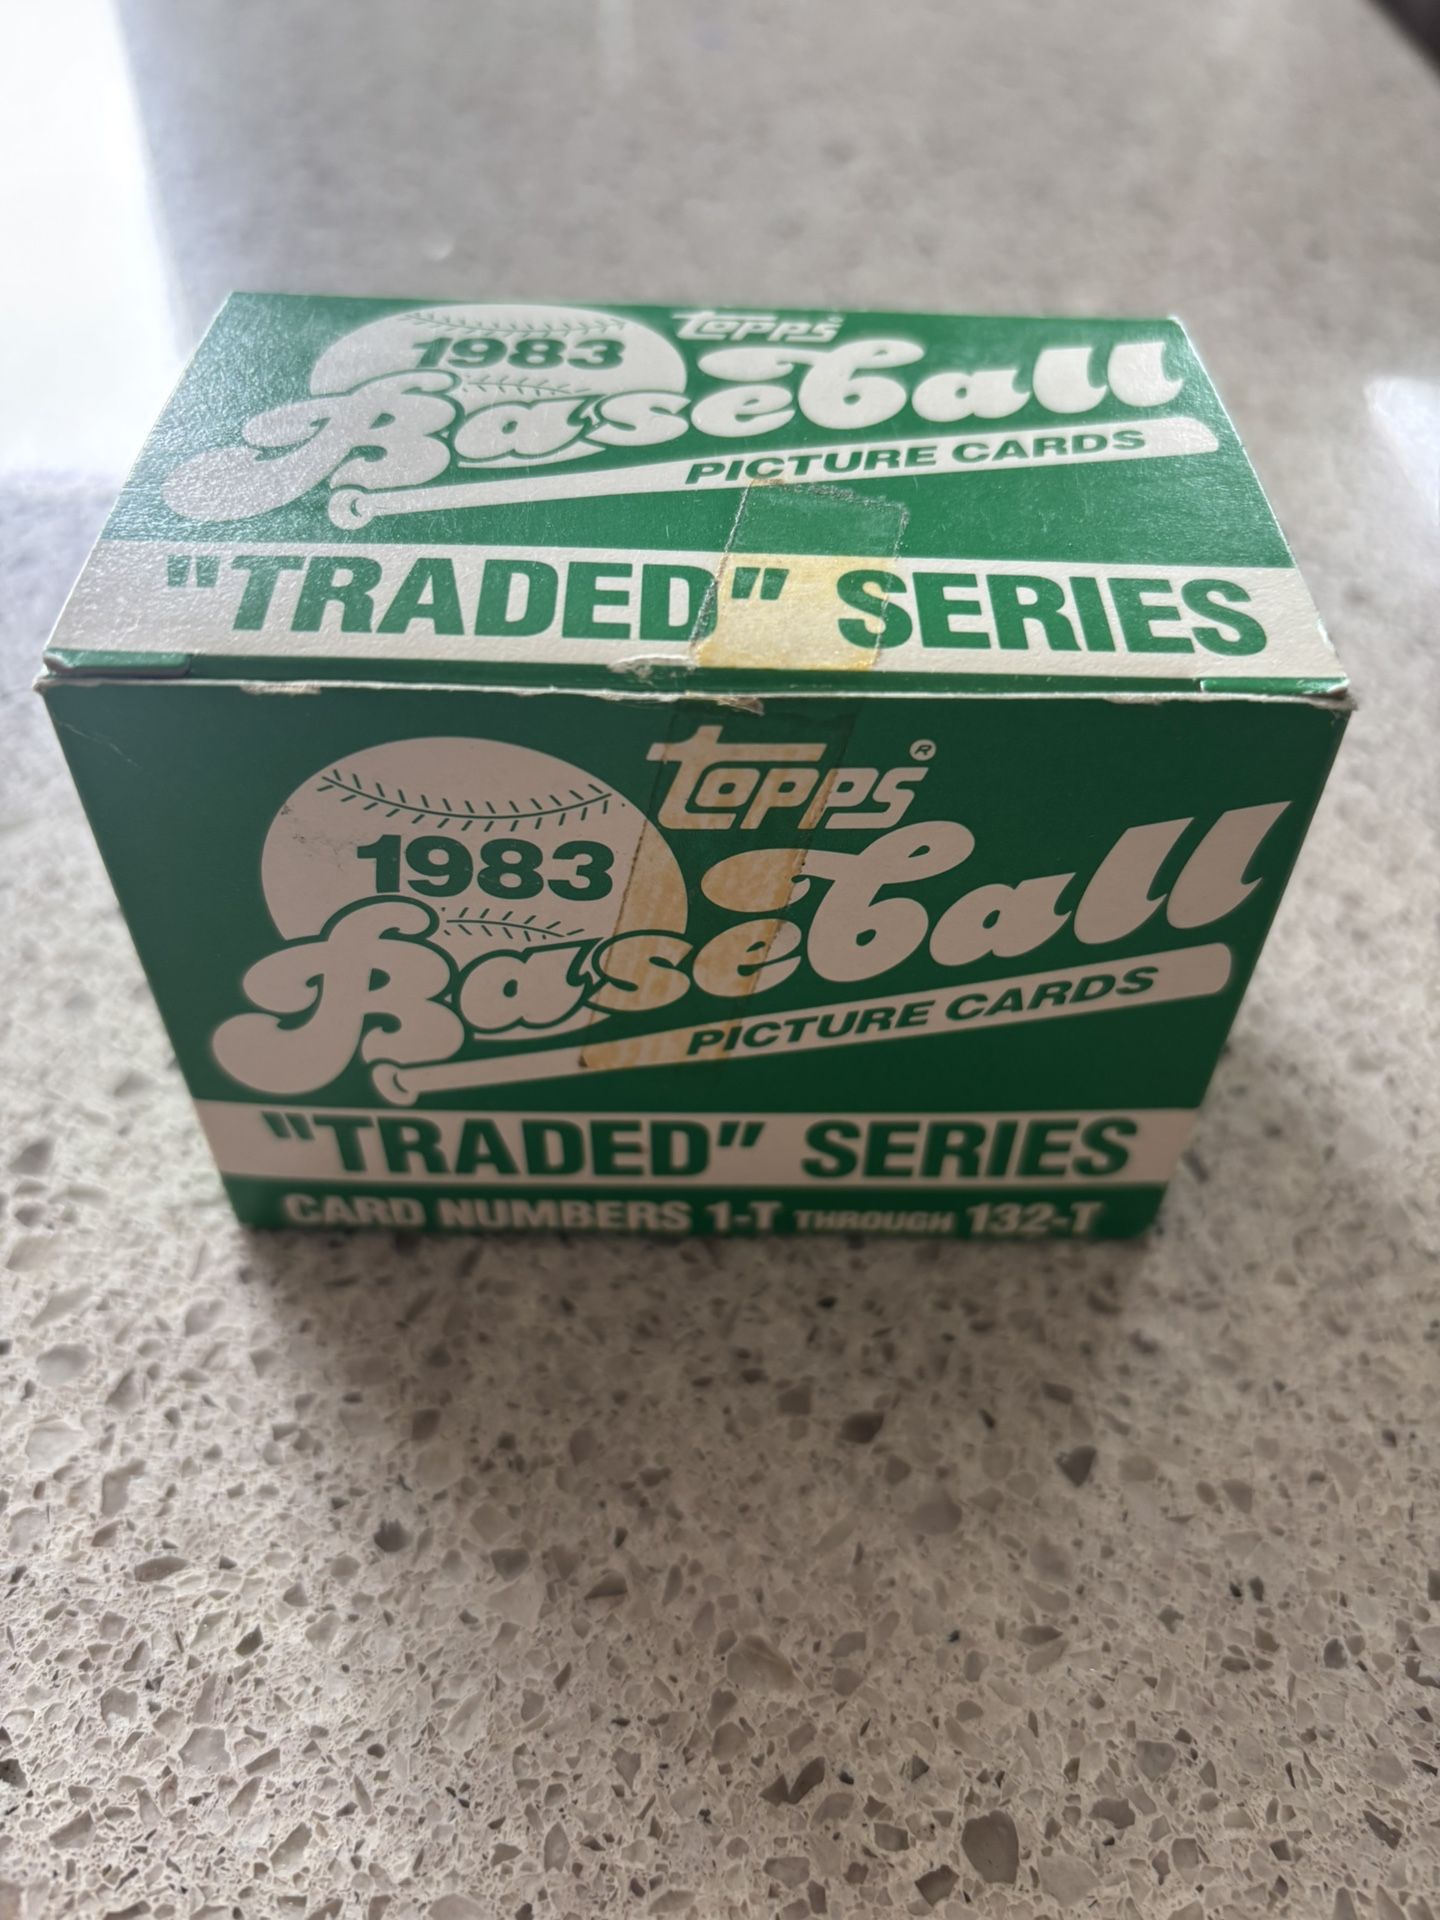 topps®
1983
Baseball
PICTURE CARDS
"TRADED" SERIES
topps®
1983
Baseball
PICTURE CARDS
"TRADED" SERIES
CARD NUMBERS 1-T THROUGH 132-T